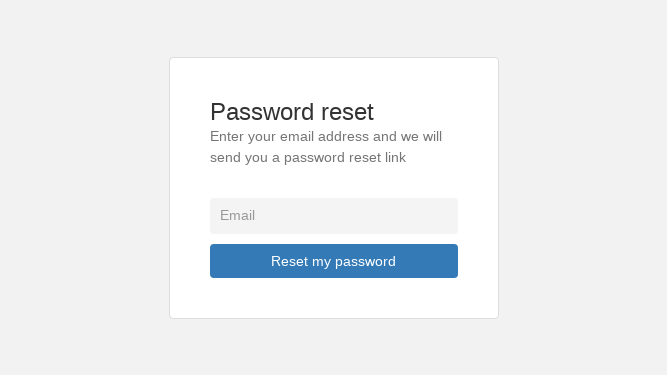 Password reset
Enter your email address and we will
send you a password reset link
Email
Reset my password